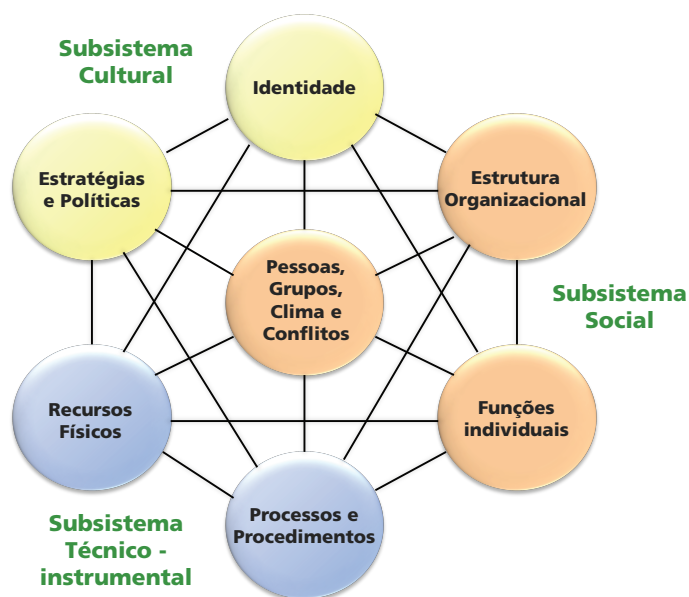 Subsistema
Cultural
Identidade
Estratégias
e Políticas
Estrutura
Organizacional
Pessoas,
Grupos,
Clima e
Conflitos
Subsistema
Social
Recursos
Físicos
Funções
individuais
Processos e
Procedimentos
Subsistema
Técnico -
instrumental